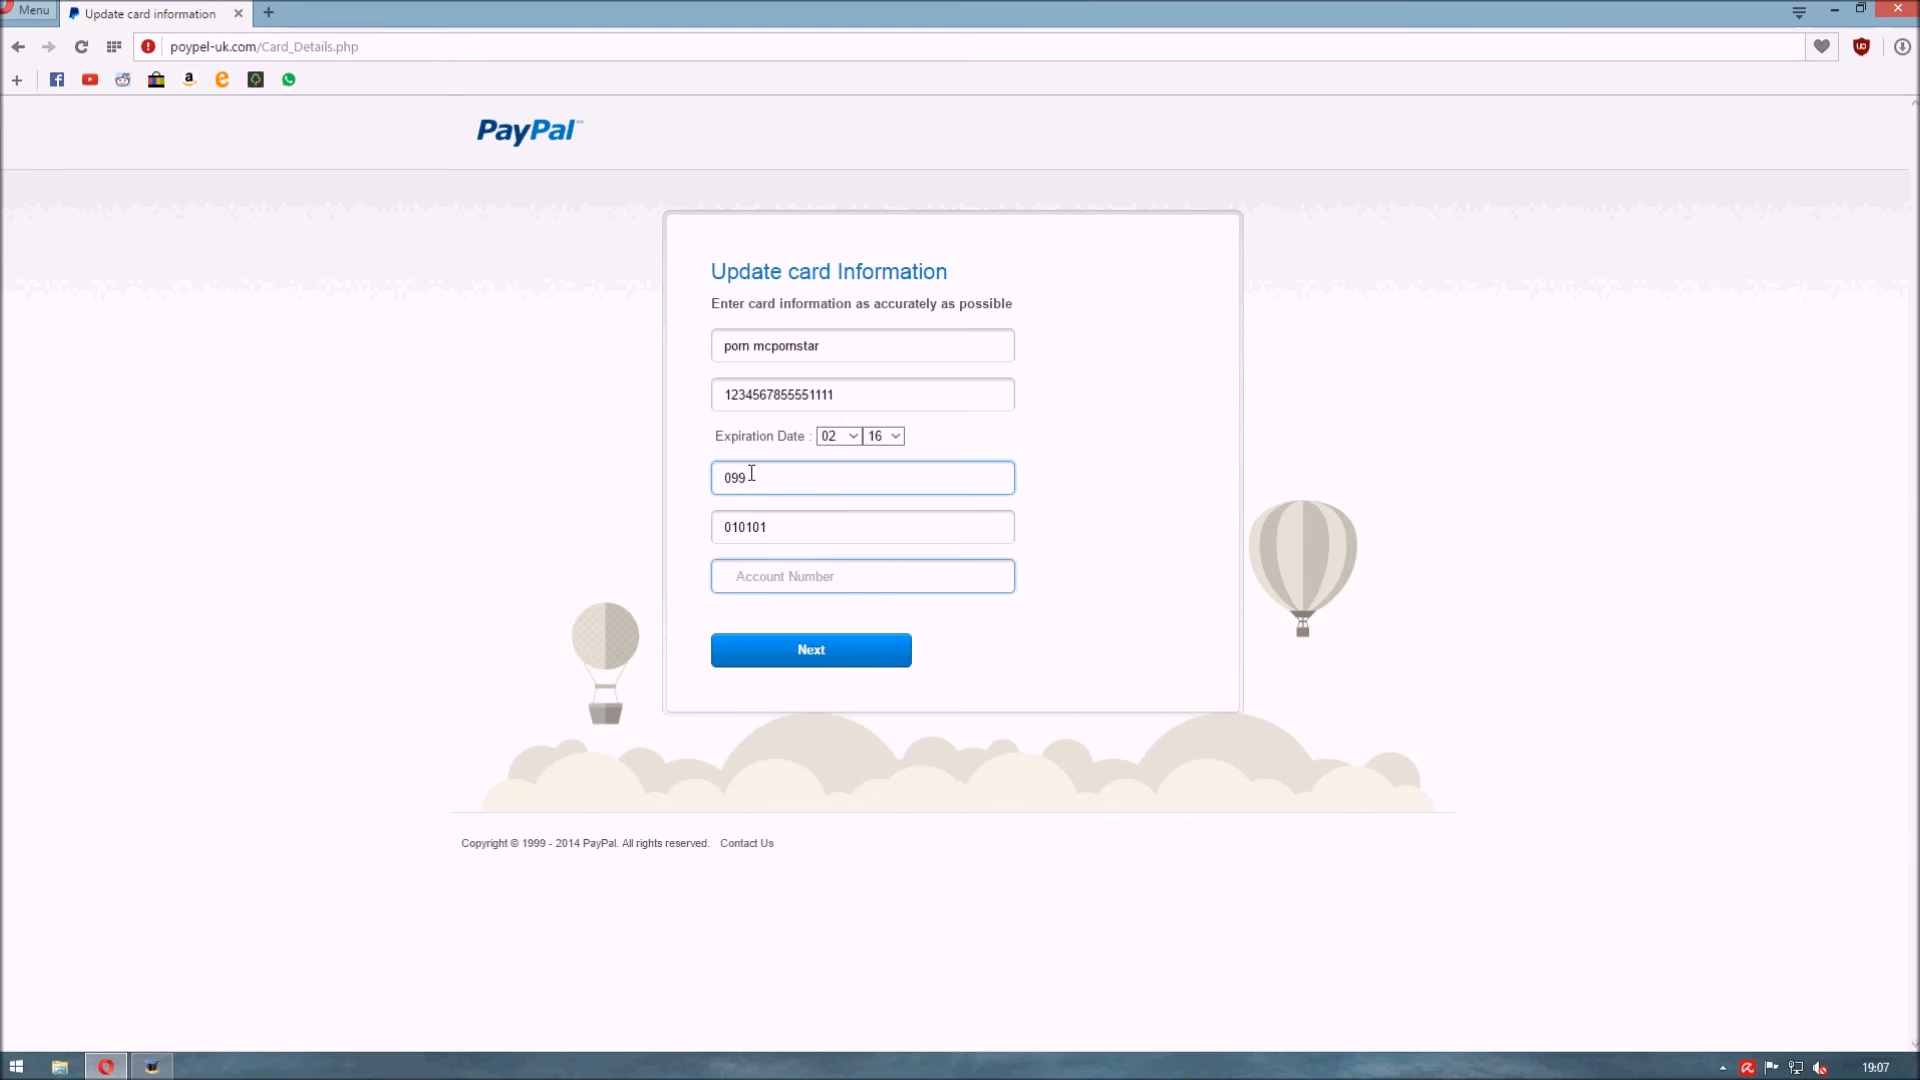 Menu
Update card information
poypel-uk.com/Card_Details.php
PayPal™
Update card Information
Enter card information as accurately as possible
porn mcpornstar
1234567855551111
Expiration Date : 02 16
099
010101
Account Number
Next
Copyright © 1999 - 2014 PayPal. All rights reserved. Contact Us
19:07